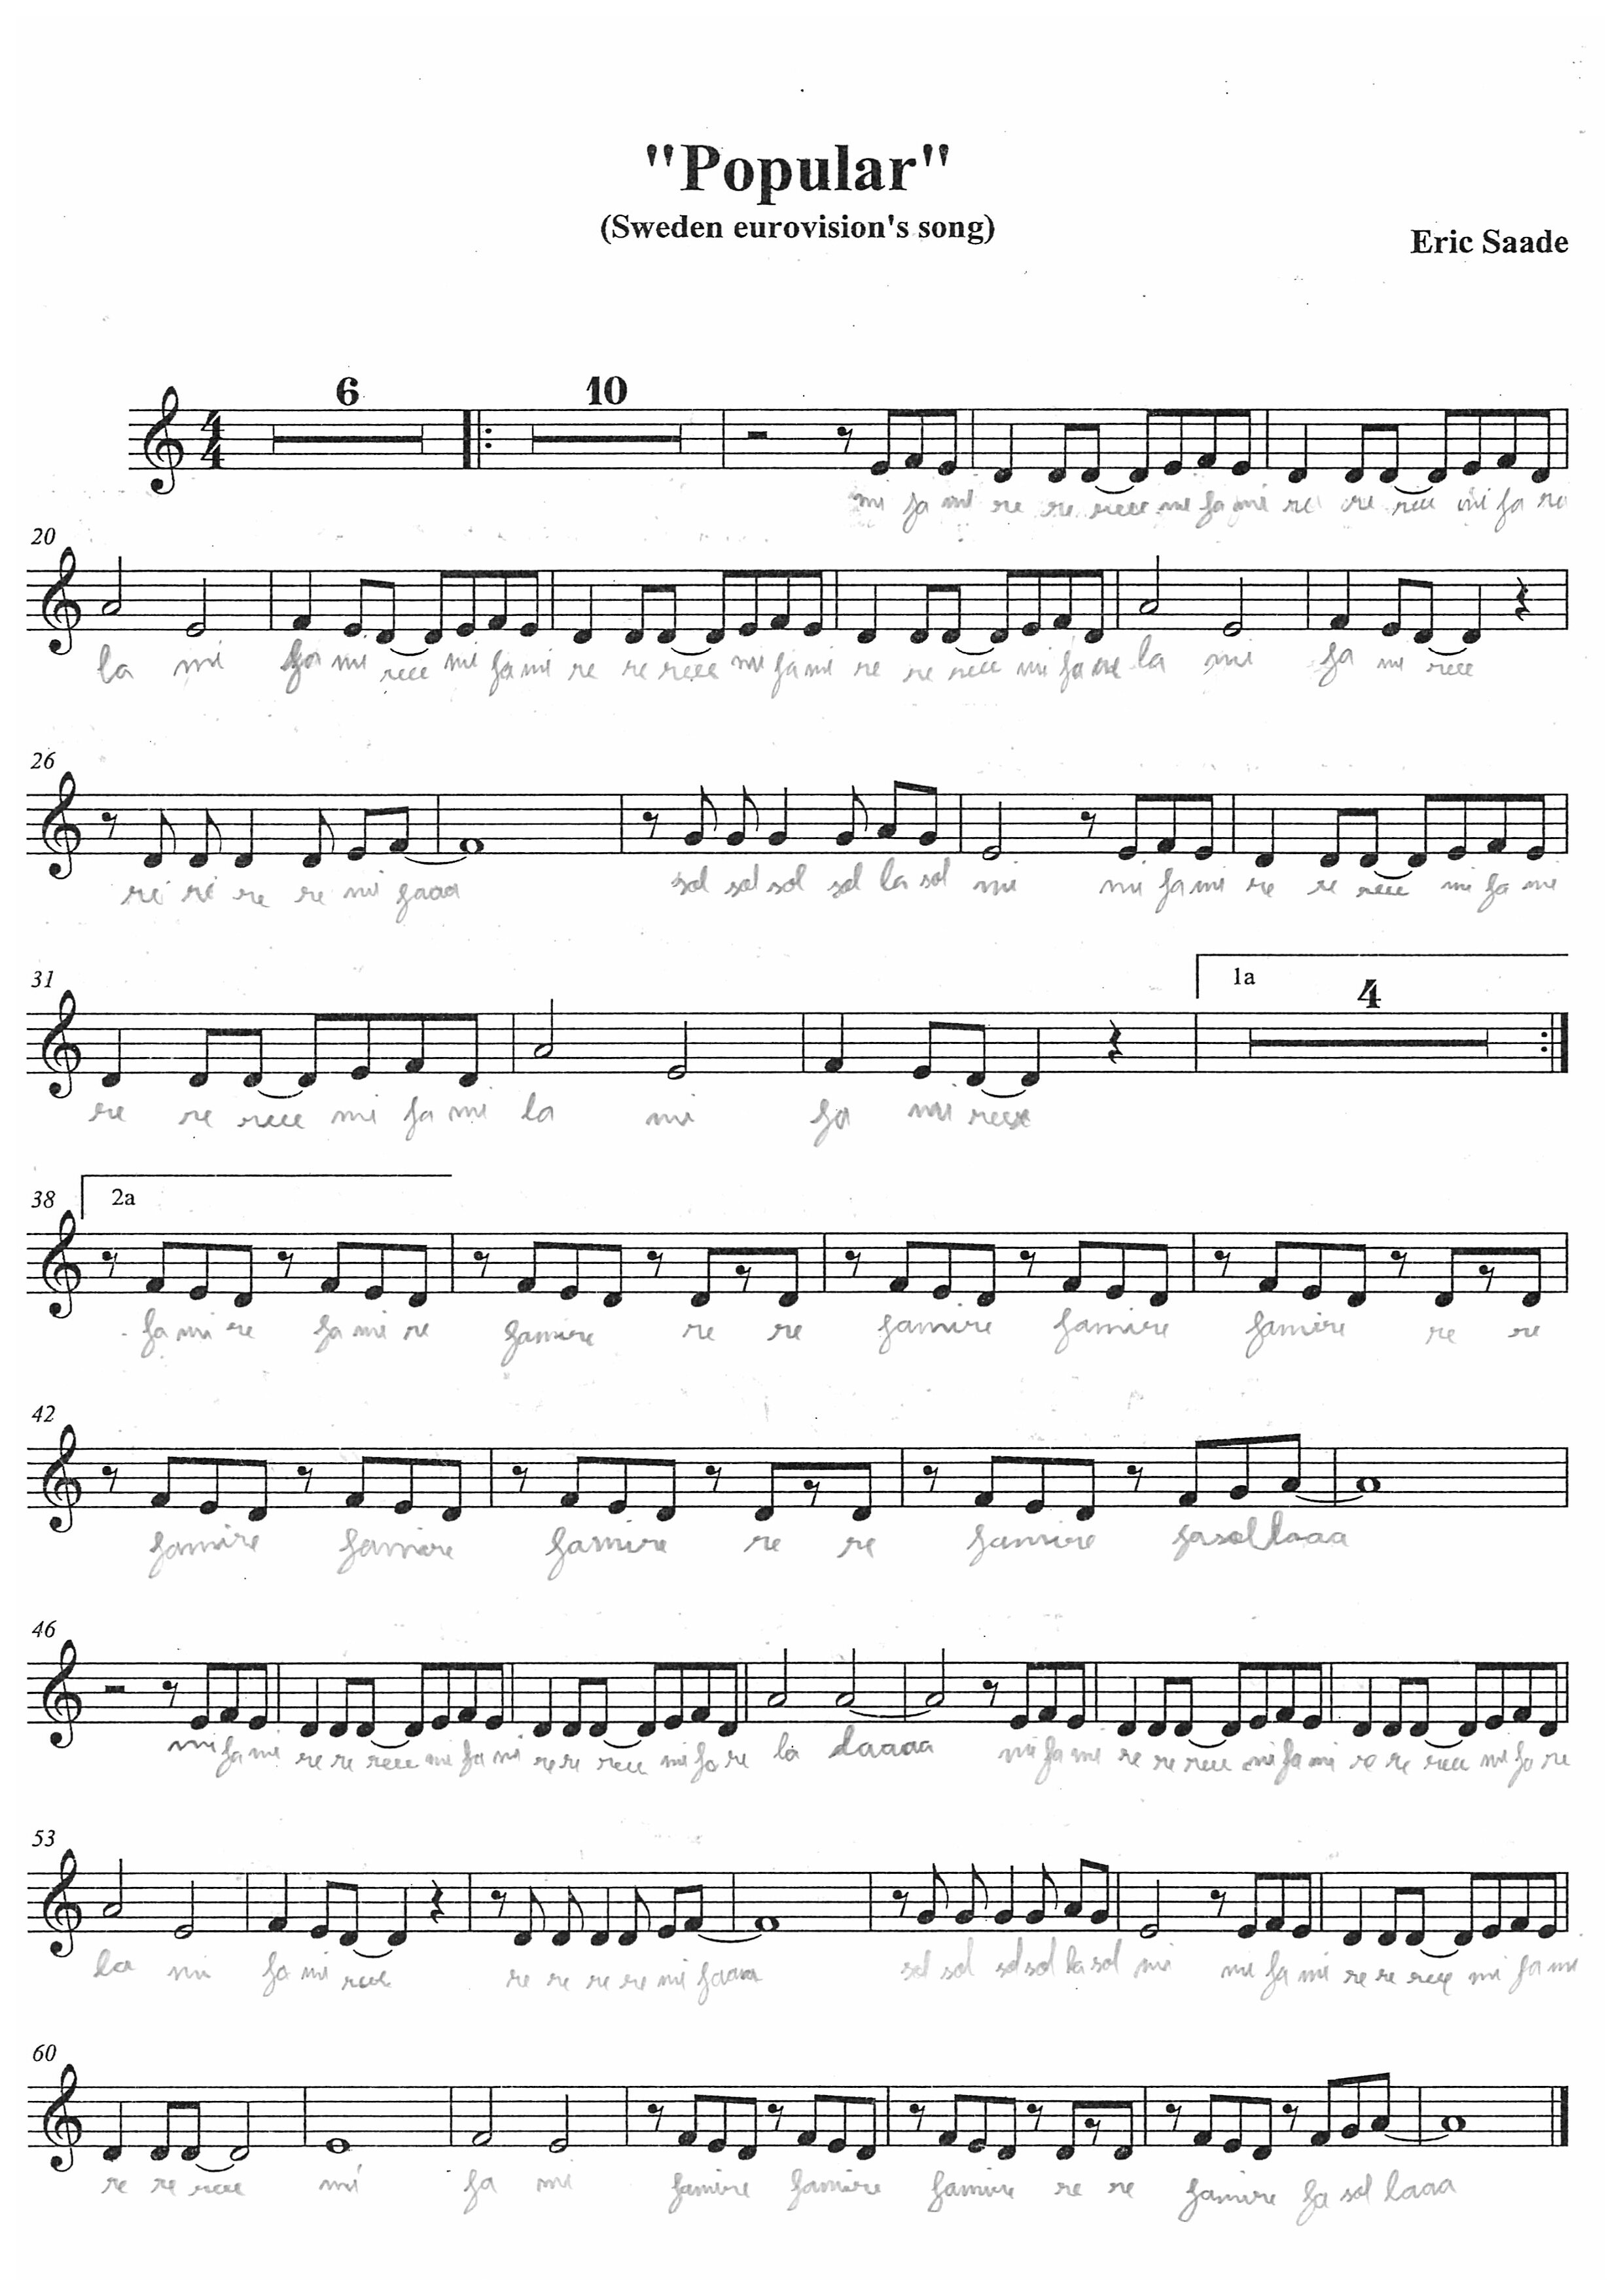 "Popular"
(Sweden eurovision's song)
Eric Saade
6 10
mi fa mi re re reee mi fa mi re re reee mi fa re
20
la mi fa mi reee mi fa mi re re reee mi fa mi re re reee mi fa re la mi fa mi reee
26
re re re re mi faaa sol sol sol sol la sol mi mi fa mi re re reee mi fa mi
31
1a
4
re re reee mi fa mi la mi fa mi reee
38
2a
fa mi re fa mi re famire re re famire famire famire re re
42
famire famire famire re re famire fasollaaa
46
mi fa mi re re reee mi fa mi re re reee mi fa re la laaaa mi fa mi re re reee mi fa mi re re reee mi fa re
53
la mi fa mi reee re re re re mi faaaa sol sol sol sol la sol mi mi fa mi re re reee mi fa mi
60
re re reee mi fa mi famire famire famire re re famire fa sol laaa